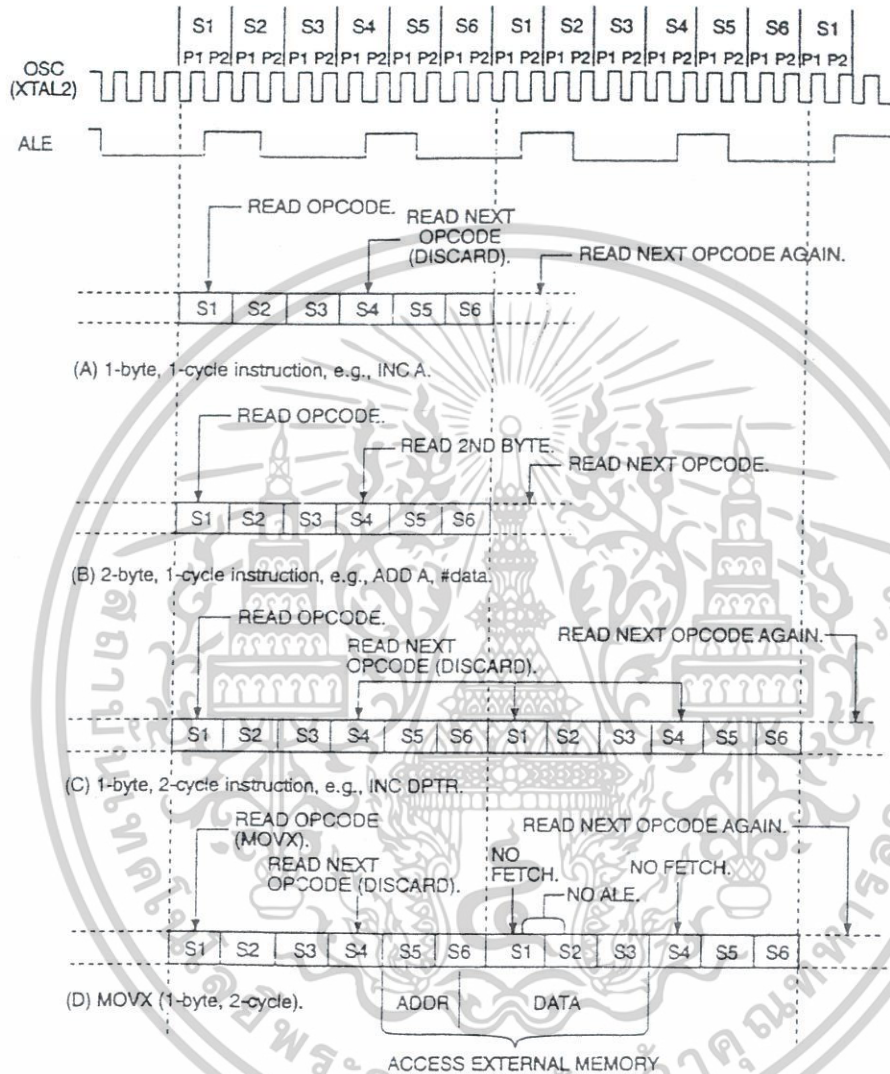 S1 S2 S3 S4 S5 S6 S1 S2 S3 S4 S5 S6 S1
P1 P2 P1 P2 P1 P2 P1 P2 P1 P2 P1 P2 P1 P2 P1 P2 P1 P2 P1 P2 P1 P2 P1 P2 P1 P2
OSC
(XTAL2)
ALE
READ OPCODE.
READ NEXT
OPCODE
(DISCARD).
READ NEXT OPCODE AGAIN.
S1 S2 S3 S4 S5 S6
(A) 1-byte, 1-cycle instruction, e.g., INC A.
READ OPCODE.
READ 2ND BYTE.
READ NEXT OPCODE.
S1 S2 S3 S4 S5 S6
(B) 2-byte, 1-cycle instruction, e.g., ADD A, #data.
READ OPCODE.
READ NEXT
OPCODE (DISCARD).
READ NEXT OPCODE AGAIN.
S1 S2 S3 S4 S5 S6 S1 S2 S3 S4 S5 S6
(C) 1-byte, 2-cycle instruction, e.g., INC DPTR.
READ OPCODE
(MOVX).
READ NEXT
OPCODE (DISCARD).
NO
FETCH.
NO ALE.
NO FETCH.
READ NEXT OPCODE AGAIN.
S1 S2 S3 S4 S5 S6 S1 S2 S3 S4 S5 S6
(D) MOVX (1-byte, 2-cycle).
ADDR DATA
ACCESS EXTERNAL MEMORY